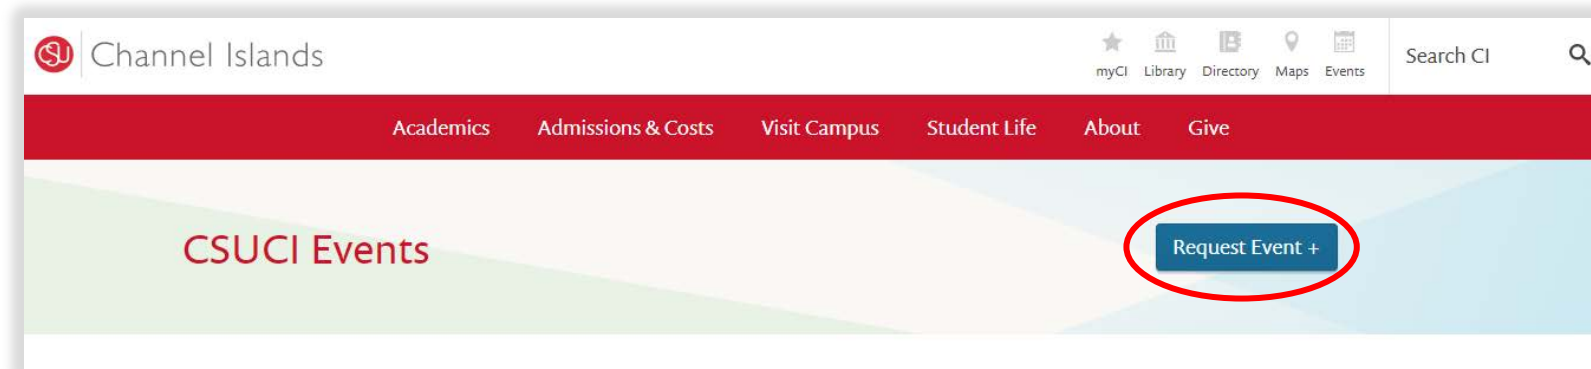 CSU Channel Islands
myCI Library Directory Maps Events
Search CI
Academics Admissions & Costs Visit Campus Student Life About Give
CSUCI Events
Request Event +